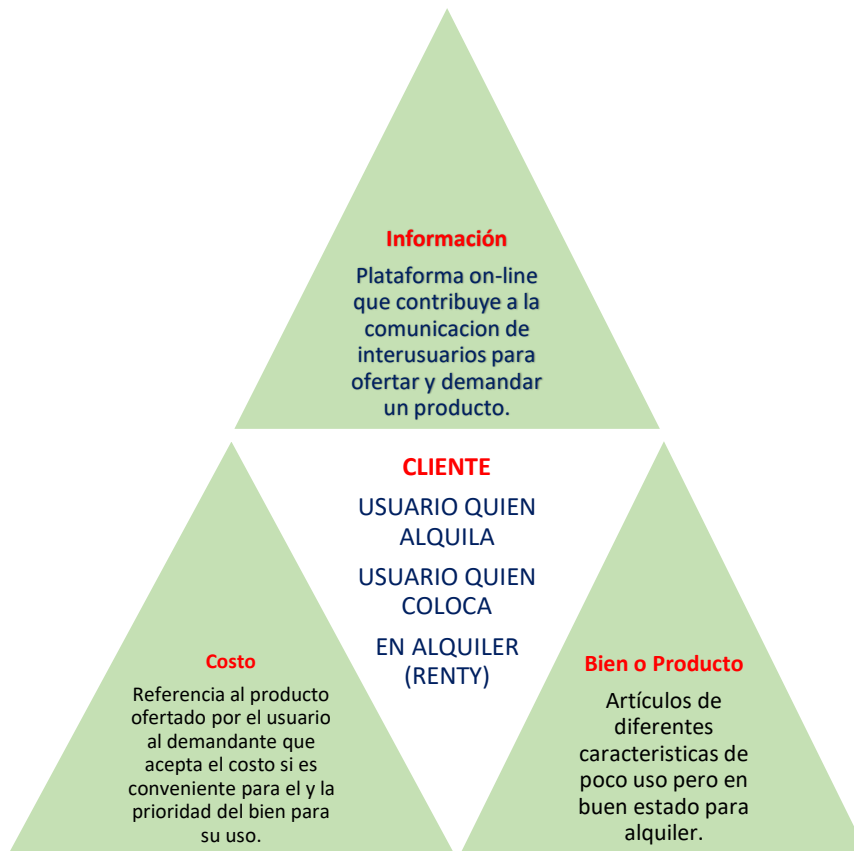 Información
Plataforma on-line
que contribuye a la
comunicacion de
interusuarios para
ofertar y demandar
un producto.
CLIENTE
USUARIO QUIEN
ALQUILA
USUARIO QUIEN
COLOCA
EN ALQUILER
(RENTY)
Costo
Referencia al producto
ofertado por el usuario
al demandante que
acepta el costo si es
conveniente para el y la
prioridad del bien para
su uso.
Bien o Producto
Artículos de
diferentes
caracteristicas de
poco uso pero en
buen estado para
alquiler.